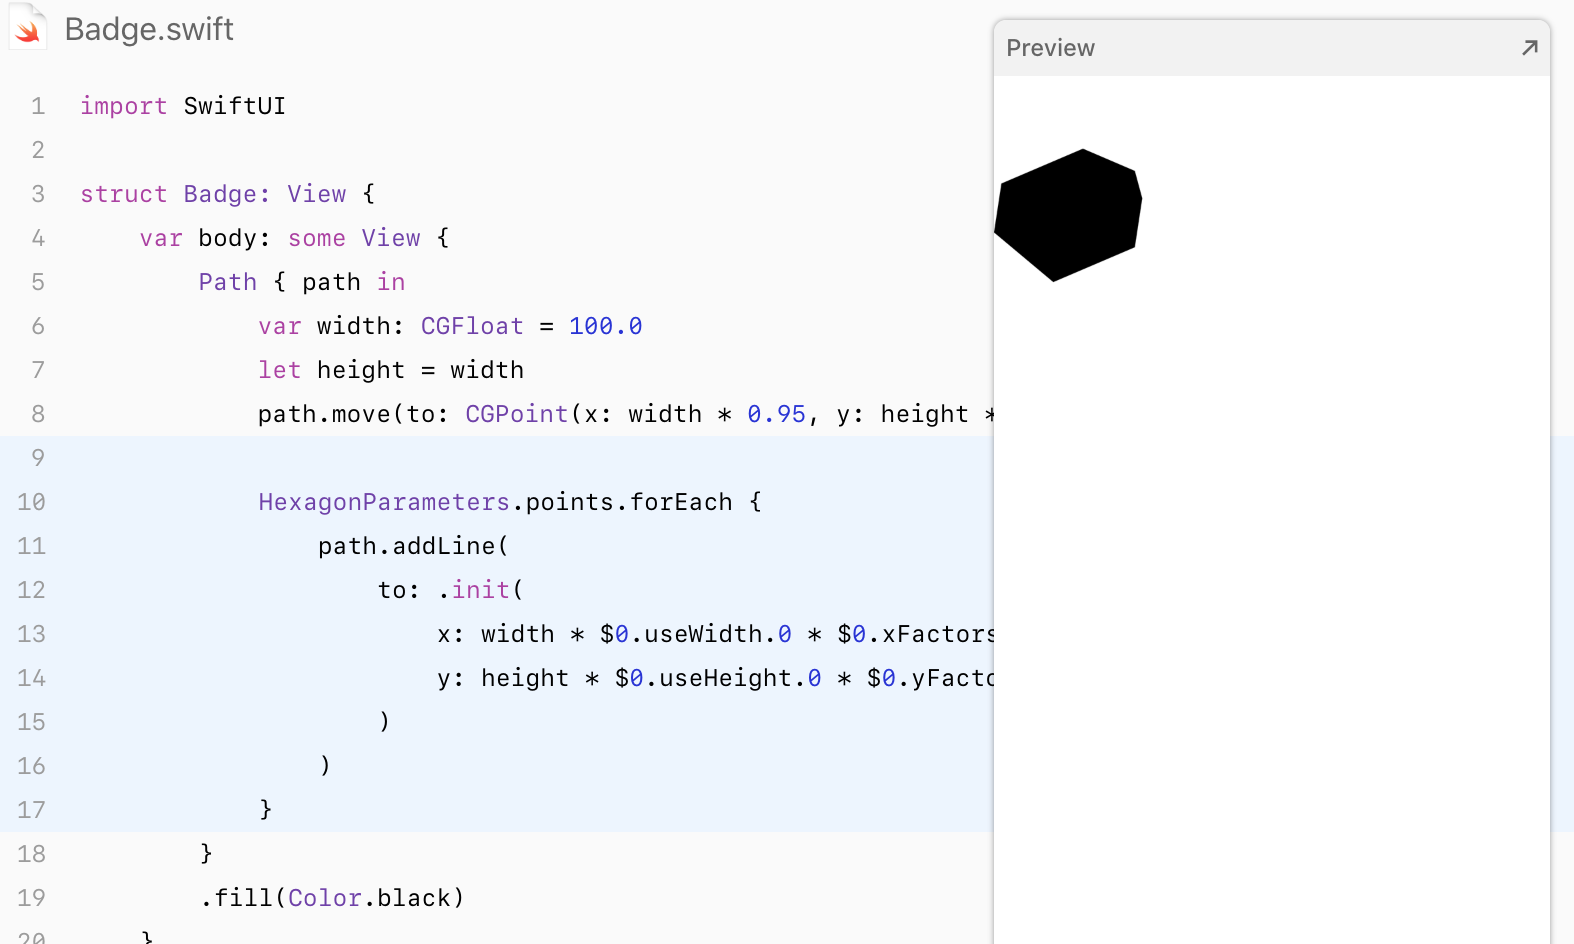 Badge.swift
Preview
1 import SwiftUI
2
3 struct Badge: View {
4 var body: some View {
5 Path { path in
6 var width: CGFloat = 100.0
7 let height = width
8 path.move(to: CGPoint(x: width * 0.95, y: height *
9
10 HexagonParameters.points.forEach {
11 path.addLine(
12 to: .init(
13 x: width * $0.useWidth.0 * $0.xFactors
14 y: height * $0.useHeight.0 * $0.yFacto
15 )
16 )
17 }
18 }
19 .fill(Color.black)
20 }